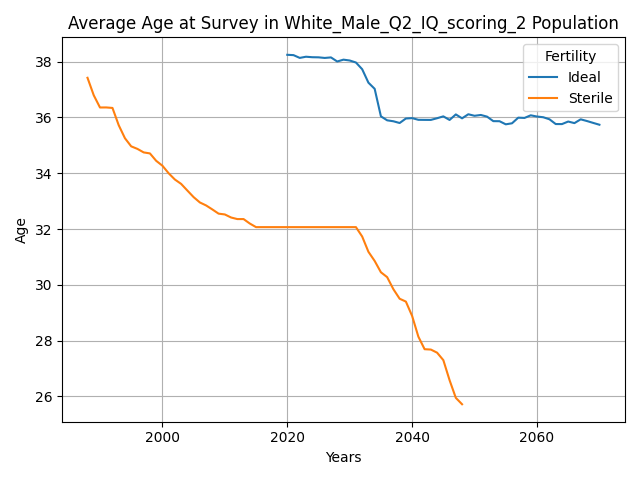 Average Age at Survey in White_Male_Q2_IQ_scoring_2 Population
Fertility
Ideal
Sterile
38
36
34
32
30
28
26
Age
2000
2020
2040
2060
Years